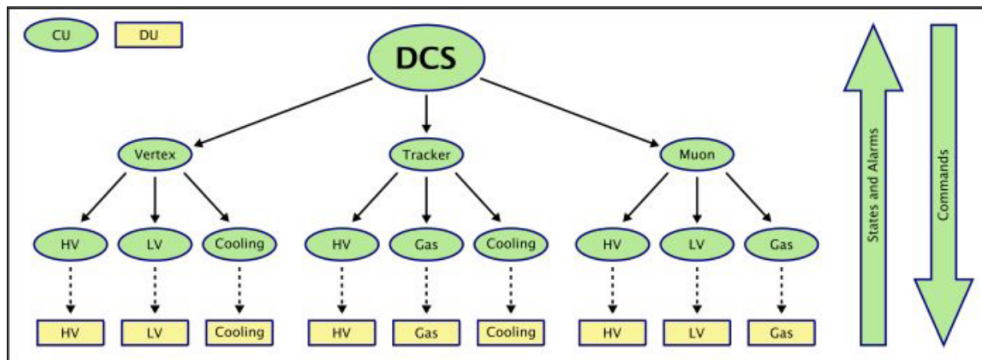 CU
DU
DCS
Vertex
Tracker
Muon
HV
LV
Cooling
HV
Gas
Cooling
HV
LV
Gas
HV
LV
Cooling
HV
Gas
Cooling
HV
LV
Gas
States and Alarms
Commands